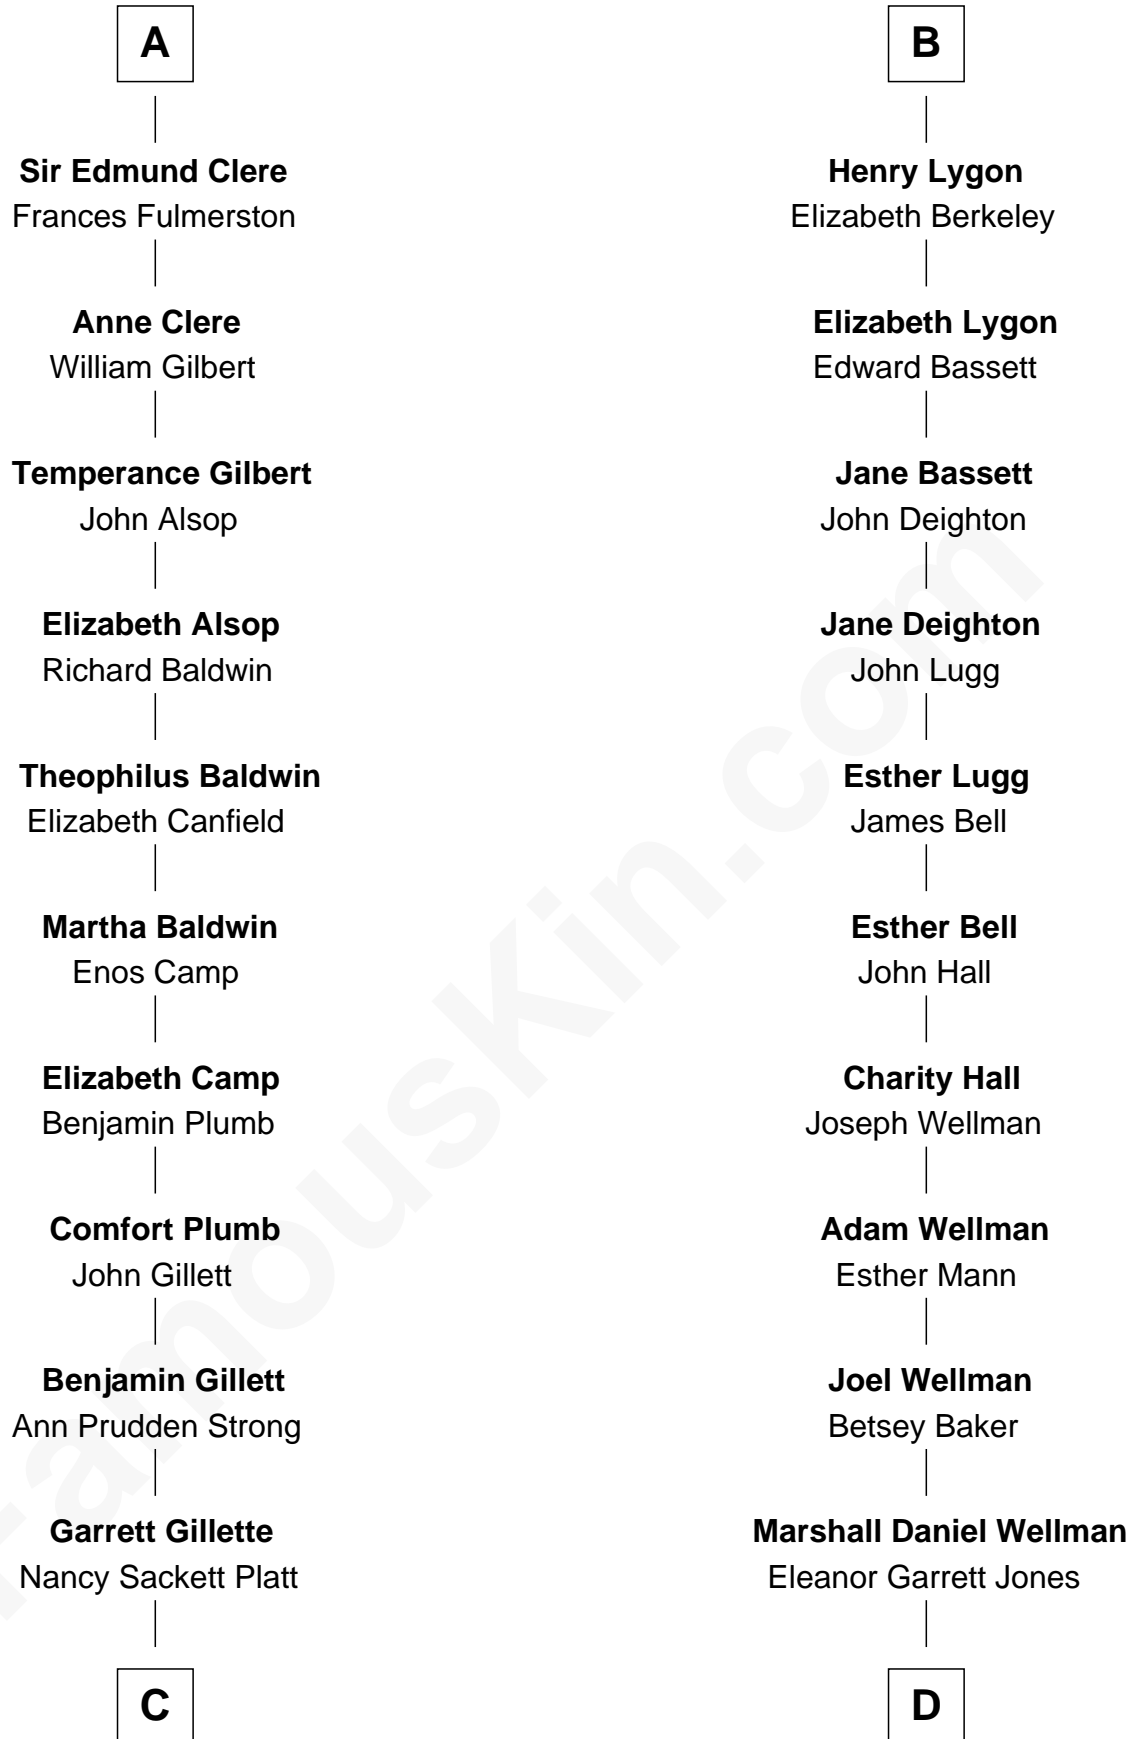 A
Sir Edmund Clere
Frances Fulmerston
Anne Clere
William Gilbert
Temperance Gilbert
John Alsop
Elizabeth Alsop
Richard Baldwin
Theophilus Baldwin
Elizabeth Canfield
Martha Baldwin
Enos Camp
Elizabeth Camp
Benjamin Plumb
Comfort Plumb
John Gillett
Benjamin Gillett
Ann Prudden Strong
Garrett Gillette
Nancy Sackett Platt
C
B
Henry Lygon
Elizabeth Berkeley
Elizabeth Lygon
Edward Bassett
Jane Bassett
John Deighton
Jane Deighton
John Lugg
Esther Lugg
James Bell
Esther Bell
John Hall
Charity Hall
Joseph Wellman
Adam Wellman
Esther Mann
Joel Wellman
Betsey Baker
Marshall Daniel Wellman
Eleanor Garrett Jones
D
FamousKin.com